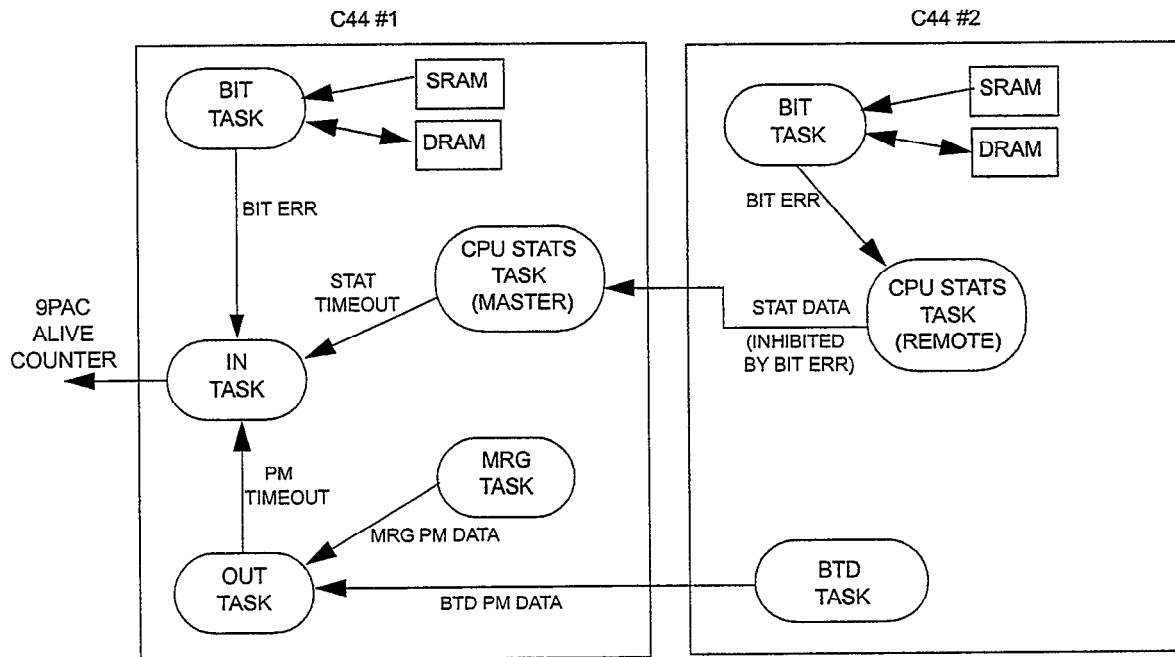 C44 #1
C44 #2
BIT
TASK
SRAM
DRAM
BIT ERR
CPU STATS
TASK
(MASTER)
STAT
TIMEOUT
9PAC
ALIVE
COUNTER
IN
TASK
PM
TIMEOUT
MRG
TASK
MRG PM DATA
OUT
TASK
BTD PM DATA
BIT
TASK
SRAM
DRAM
BIT ERR
CPU STATS
TASK
(REMOTE)
STAT DATA
(INHIBITED
BY BIT ERR)
BTD
TASK